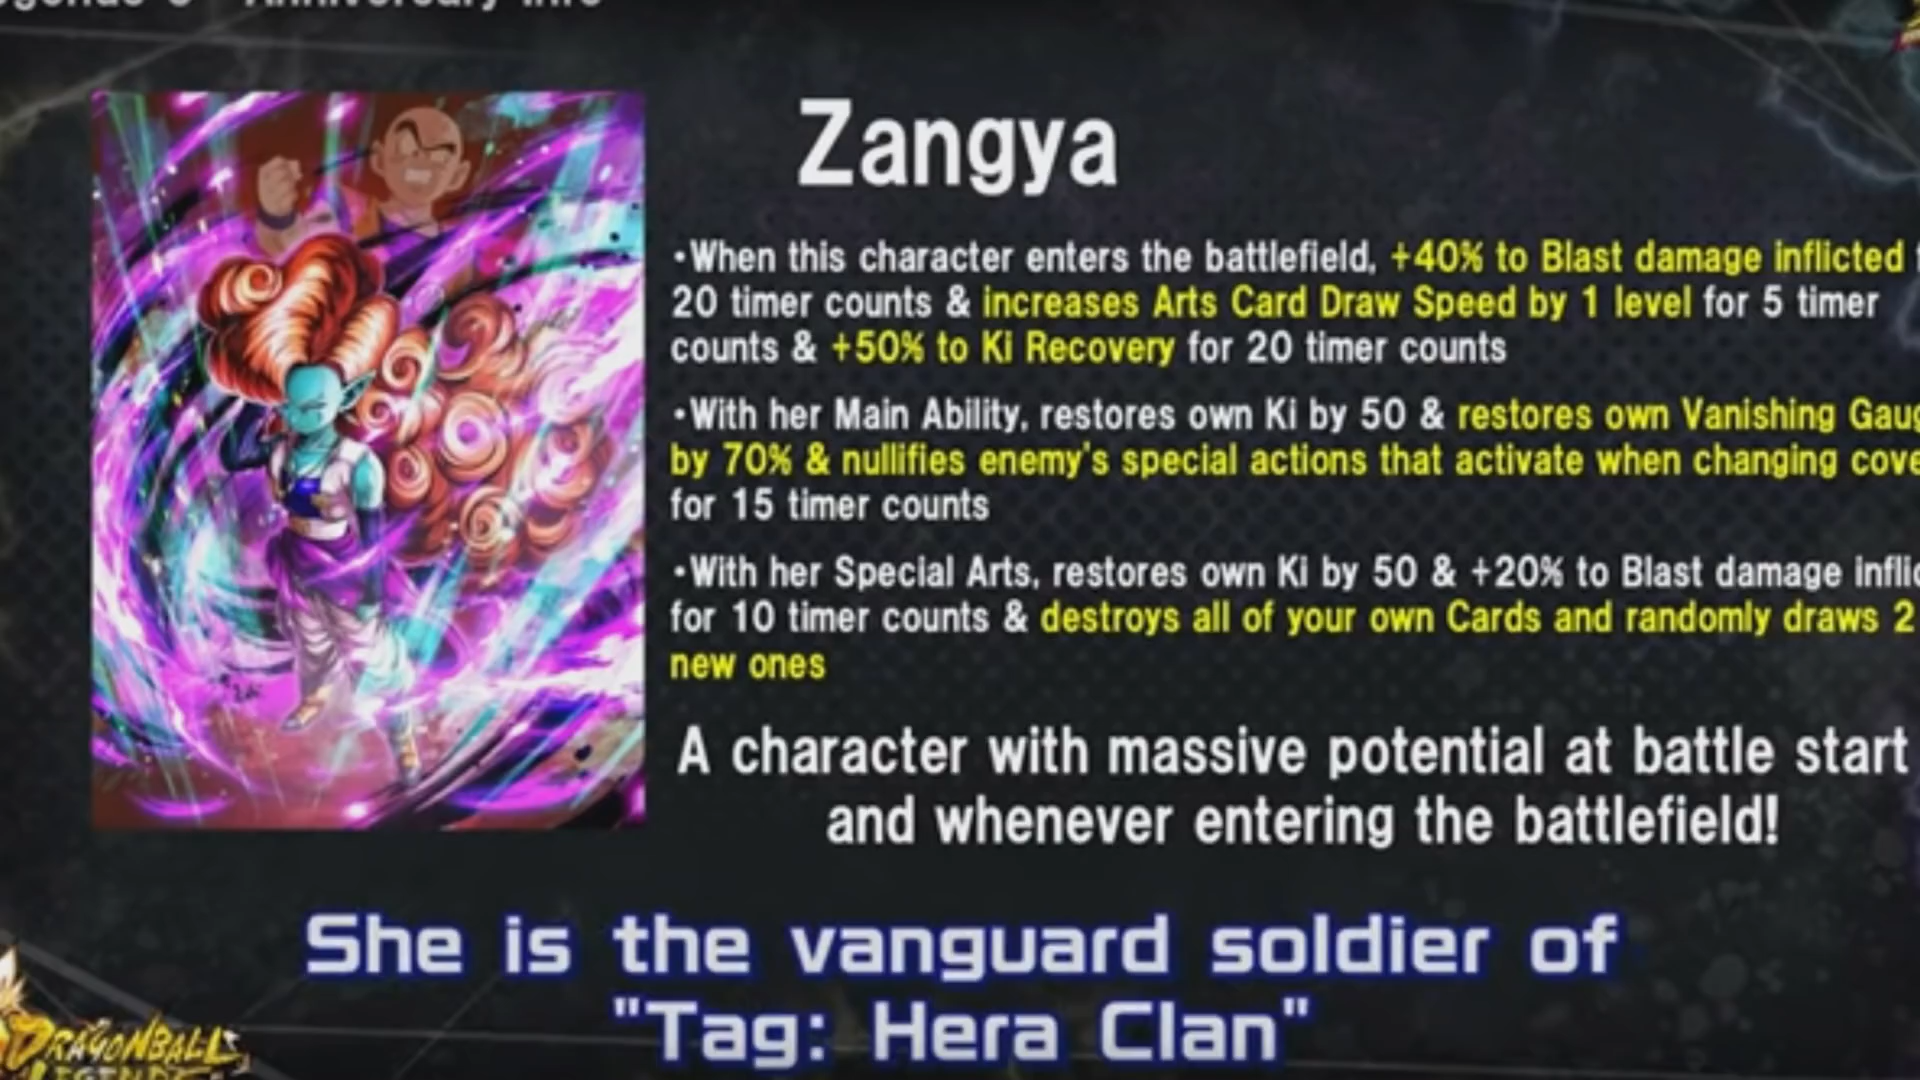 Anniversary Info
Zangya
•When this character enters the battlefield, +40% to Blast damage inflicted
20 timer counts & increases Arts Card Draw Speed by 1 level for 5 timer
counts & +50% to Ki Recovery for 20 timer counts
•With her Main Ability, restores own Ki by 50 & restores own Vanishing
by 70% & nullifies enemy's special actions that activate when changing
for 15 timer counts
•With her Special Arts, restores own Ki by 50 & +20% to Blast damage
for 10 timer counts & destroys all of your own Cards and randomly draws 2
new ones
A character with massive potential at battle start
and whenever entering the battlefield!
She is the vanguard soldier of
"Tag: Hera Clan"
DRAGONBALL
LEGENDS